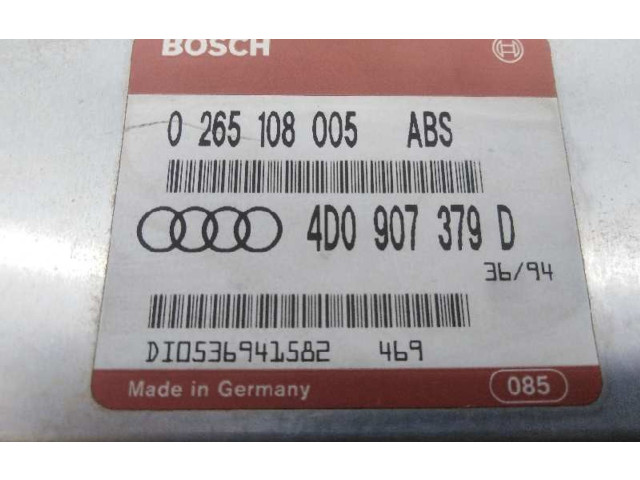 BOSCH
0 265 108 005 ABS
4D0 907 379 D
36/94
DI0536941582 469
Made in Germany 085